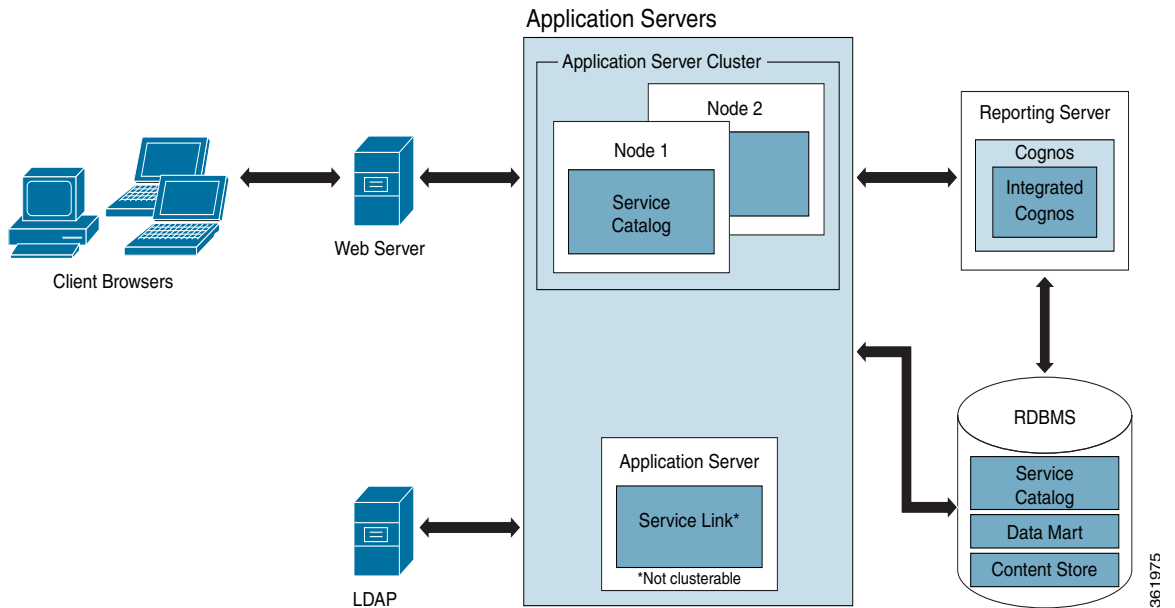 Application Servers
Application Server Cluster
Node 2
Node 1
Service
Catalog
Reporting Server
Cognos
Integrated
Cognos
Web Server
Client Browsers
RDBMS
Service
Catalog
Data Mart
Content Store
Application Server
Service Link*
*Not clusterable
LDAP
361975